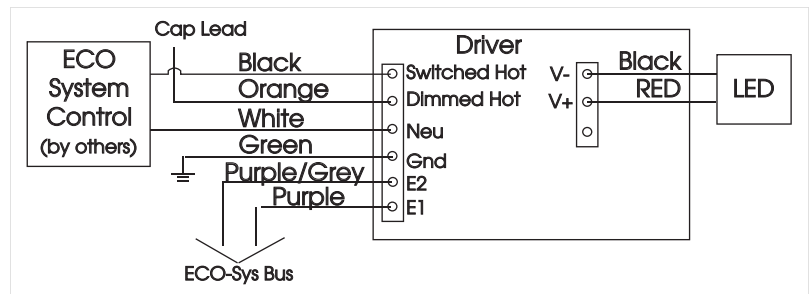 Cap Lead
ECO
System
Control
(by others)
Black
Orange
White
Green
Purple/Grey
Purple
ECO-Sys Bus
Driver
Switched Hot
Dimmed Hot
Neu
Gnd
E2
E1
V-
V+
Black
RED
LED